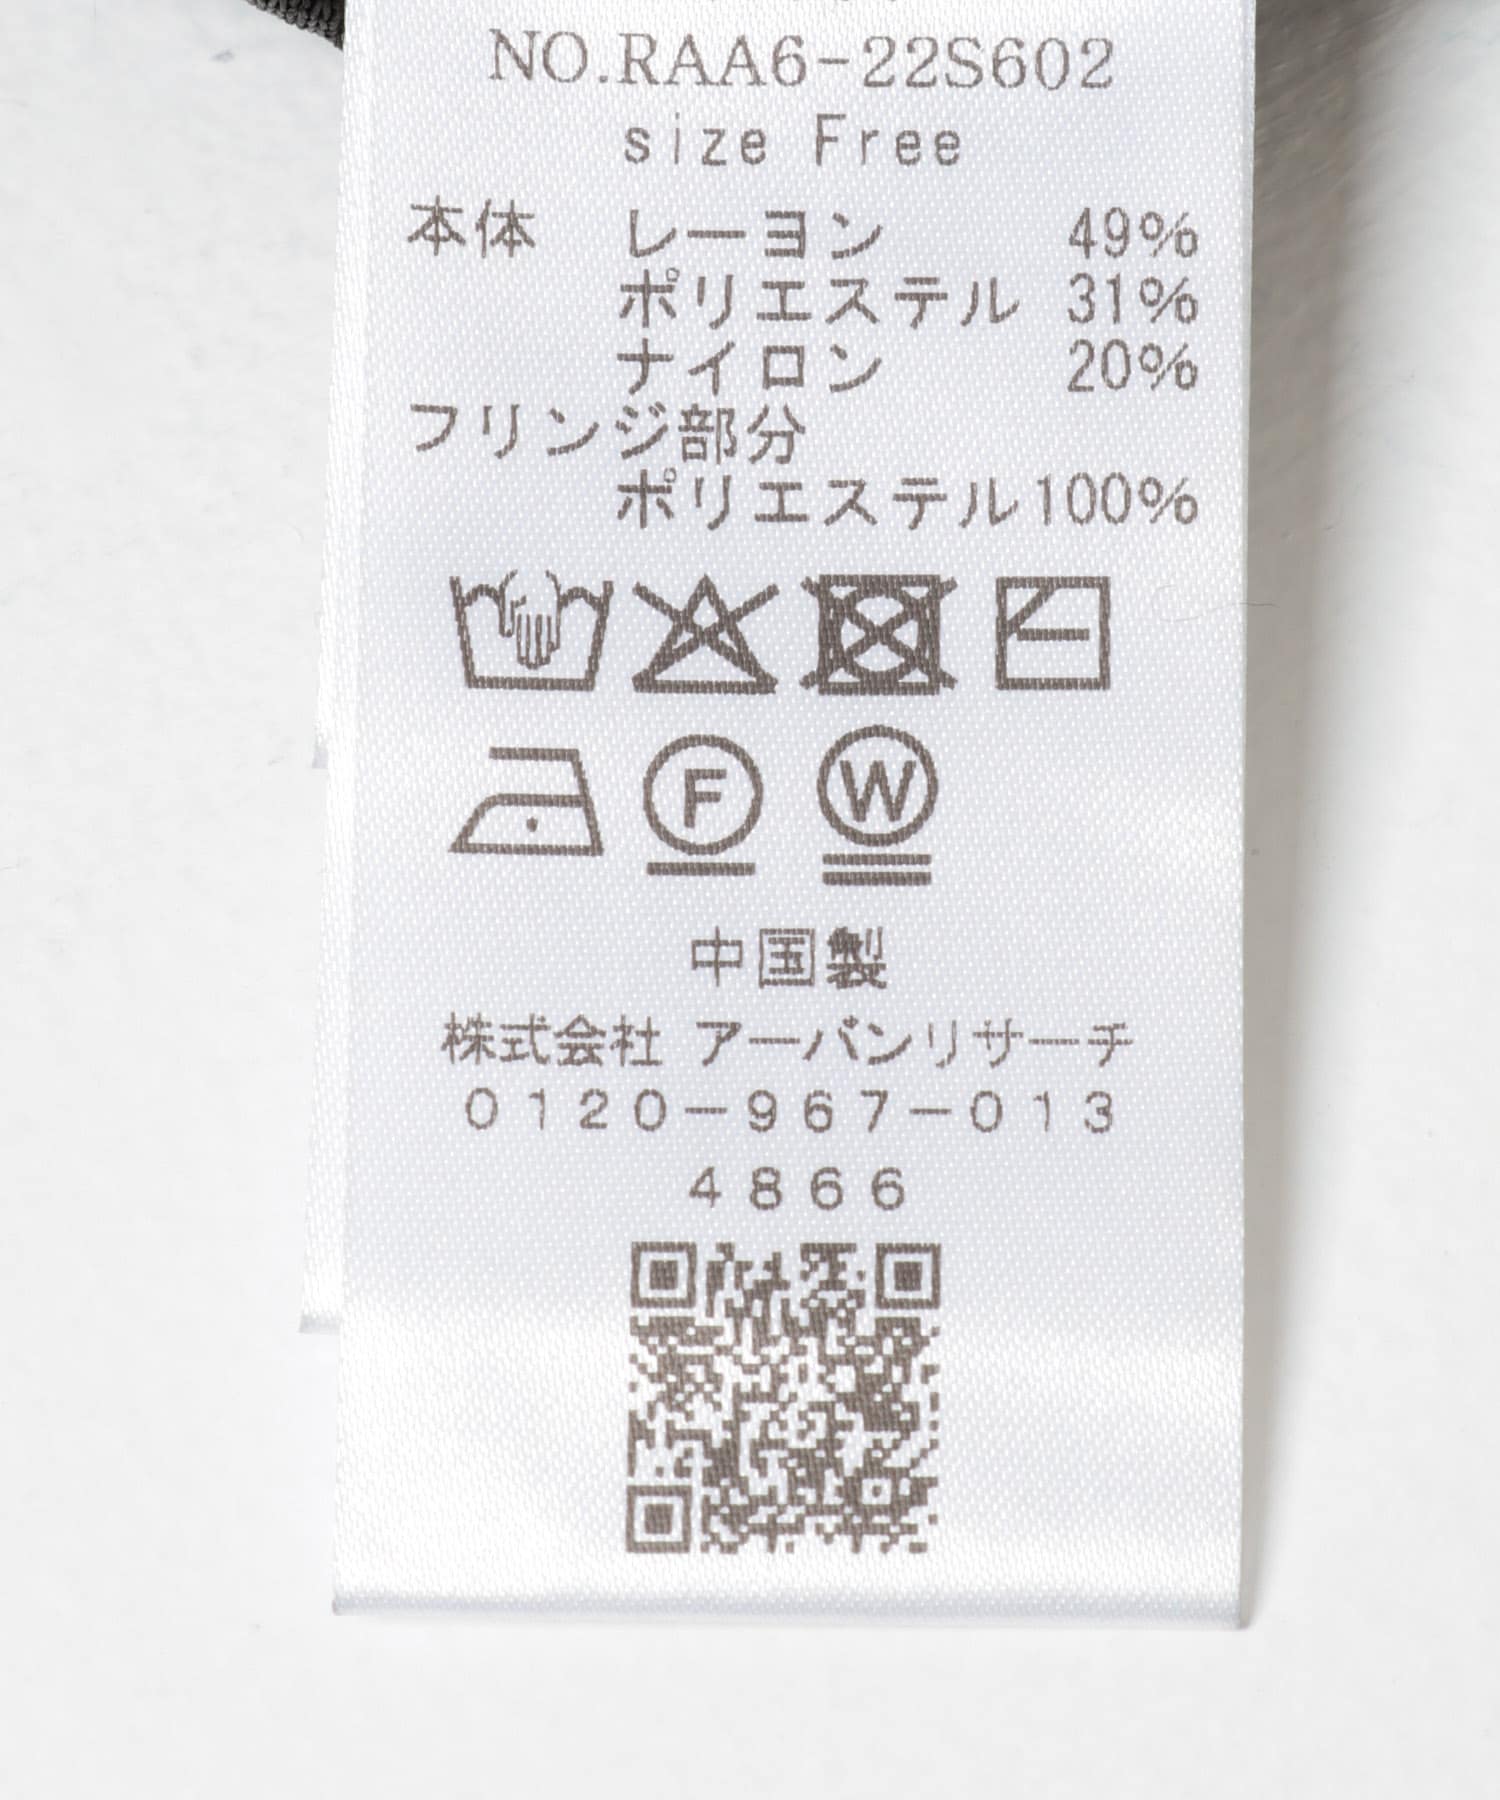 NO.RAA6-22S602
size Free
本体 レーヨン 49%
ポリエステル 31%
ナイロン 20%
フリンジ部分
ポリエステル100%
F W
中国製
株式会社 アーバンリサーチ
0120-967-013
4866